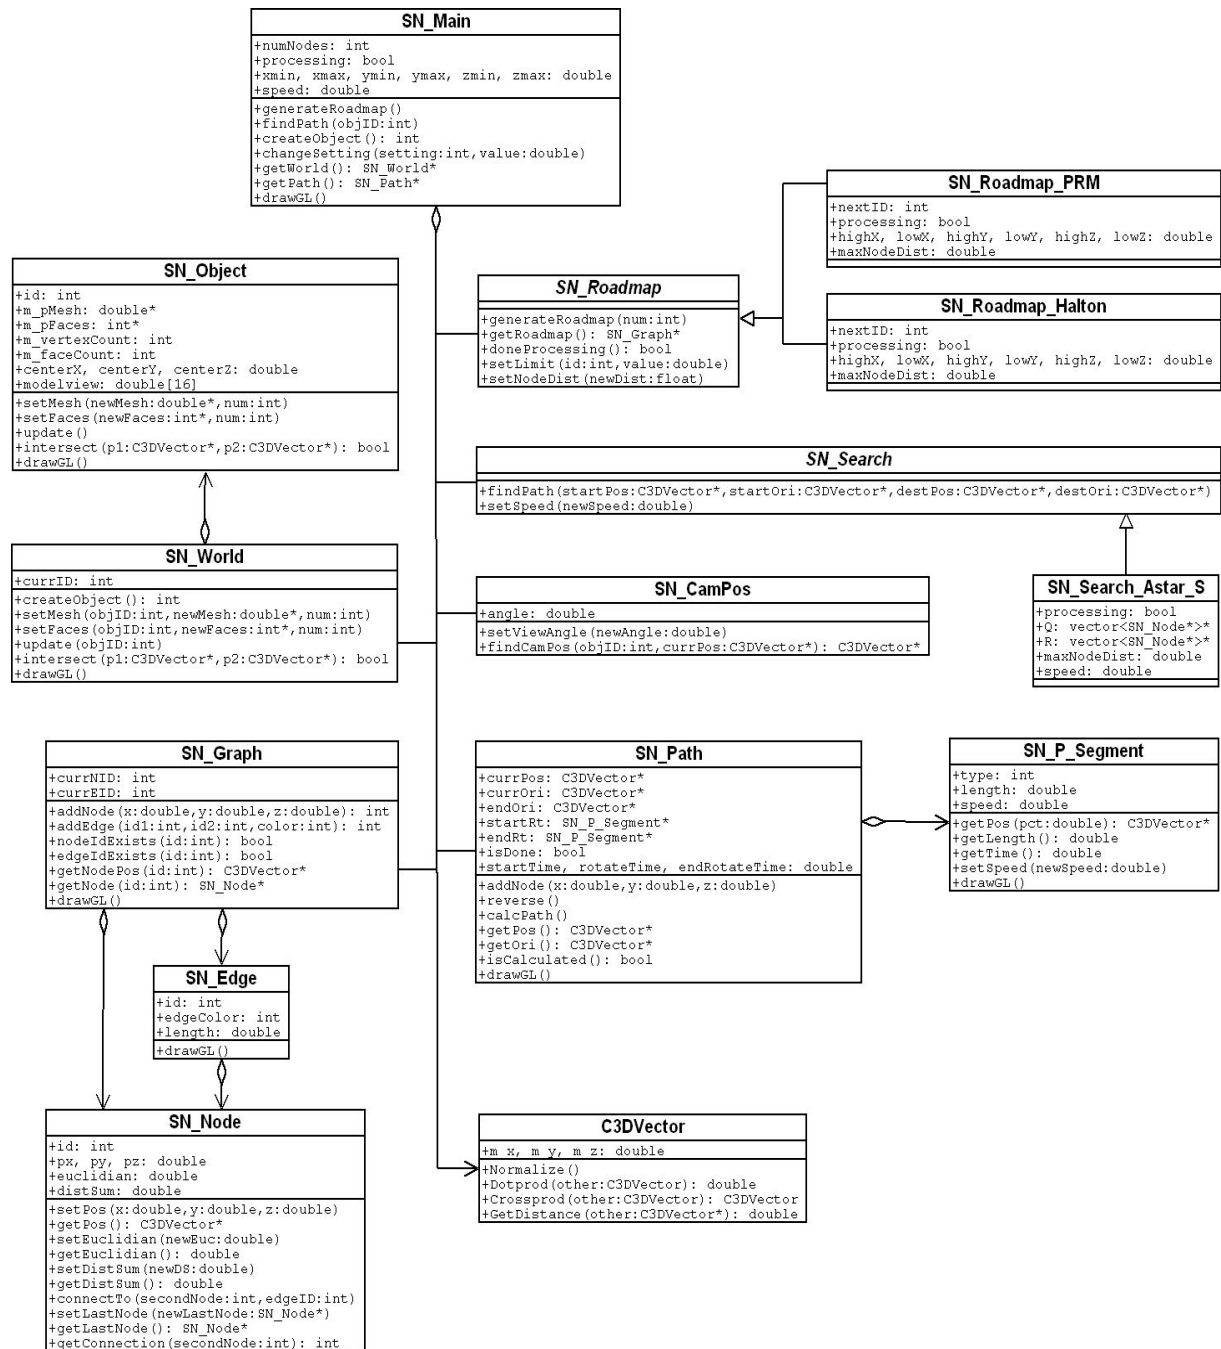 SN_Main
+numNodes: int
+processing: bool
+xmin, xmax, ymin, ymax, zmin, zmax: double
+speed: double
+generateRoadmap()
+findPath(objID:int)
+createObject(): int
+changeSetting(setting:int,value:double)
+getWorld(): SN_World*
+getPath(): SN_Path*
+drawGL()
SN_Roadmap_PRM
+nextID: int
+processing: bool
+highX, lowX, highY, lowY, highZ, lowZ: double
+maxNodeDist: double
SN_Object
+id: int
+m_pMesh: double*
+m_pFaces: int*
+m_vertexCount: int
+m_faceCount: int
+centerX, centerY, centerZ: double
+modelview: double[16]
+setMesh(newMesh:double*,num:int)
+setFaces(newFaces:int*,num:int)
+update()
+intersect(p1:C3DVector*,p2:C3DVector*): bool
+drawGL()
SN_Roadmap
+generateRoadmap(num:int)
+getRoadmap(): SN_Graph*
+doneProcessing(): bool
+setLimit(id:int,value:double)
+setNodeDist(newDist:float)
SN_Roadmap_Halton
+nextID: int
+processing: bool
+highX, lowX, highY, lowY, highZ, lowZ: double
+maxNodeDist: double
SN_Search
+findPath(startPos:C3DVector*,startOri:C3DVector*,destPos:C3DVector*,destOri:C3DVector*)
+setSpeed(newSpeed:double)
SN_World
+currID: int
+createObject(): int
+setMesh(objID:int,newMesh:double*,num:int)
+setFaces(objID:int,newFaces:int*,num:int)
+update(objID:int)
+intersect(p1:C3DVector*,p2:C3DVector*): bool
+drawGL()
SN_CamPos
+angle: double
+setViewAngle(newAngle:double)
+findCamPos(objID:int,currPos:C3DVector*): C3DVector*
SN_Search_Astar_S
+processing: bool
+Q: vector<SN_Node*>*
+R: vector<SN_Node*>*
+maxNodeDist: double
+speed: double
SN_Graph
+currNID: int
+currEID: int
+addNode(x:double,y:double,z:double): int
+addEdge(id1:int,id2:int,color:int): int
+nodeIdExists(id:int): bool
+edgeIdExists(id:int): bool
+getNodePos(id:int): C3DVector*
+getNode(id:int): SN_Node*
+drawGL()
SN_Path
+currPos: C3DVector*
+currOri: C3DVector*
+endOri: C3DVector*
+startRt: SN_P_Segment*
+endRt: SN_P_Segment*
+isDone: bool
+startTime, rotateTime, endRotateTime: double
+addNode(x:double,y:double,z:double)
+reverse()
+calcPath()
+getPos(): C3DVector*
+getOri(): C3DVector*
+isCalculated(): bool
+drawGL()
SN_P_Segment
+type: int
+length: double
+speed: double
+getPos(pct:double): C3DVector*
+getLength(): double
+getTime(): double
+setSpeed(newSpeed:double)
+drawGL()
SN_Edge
+id: int
+edgeColor: int
+length: double
+drawGL()
SN_Node
+id: int
+px, py, pz: double
+euclidian: double
+distSum: double
+setPos(x:double,y:double,z:double)
+getPos(): C3DVector*
+setEuclidian(newEuc:double)
+getEuclidian(): double
+setDistSum(newDS:double)
+getDistSum(): double
+connectTo(secondNode:int,edgeID:int)
+setLastNode(newLastNode:SN_Node*)
+getLastNode(): SN_Node*
+getConnection(secondNode:int): int
C3DVector
+m_x, m_y, m_z: double
+Normalize()
+Dotprod(other:C3DVector): double
+Crossprod(other:C3DVector): C3DVector
+GetDistance(other:C3DVector*): double